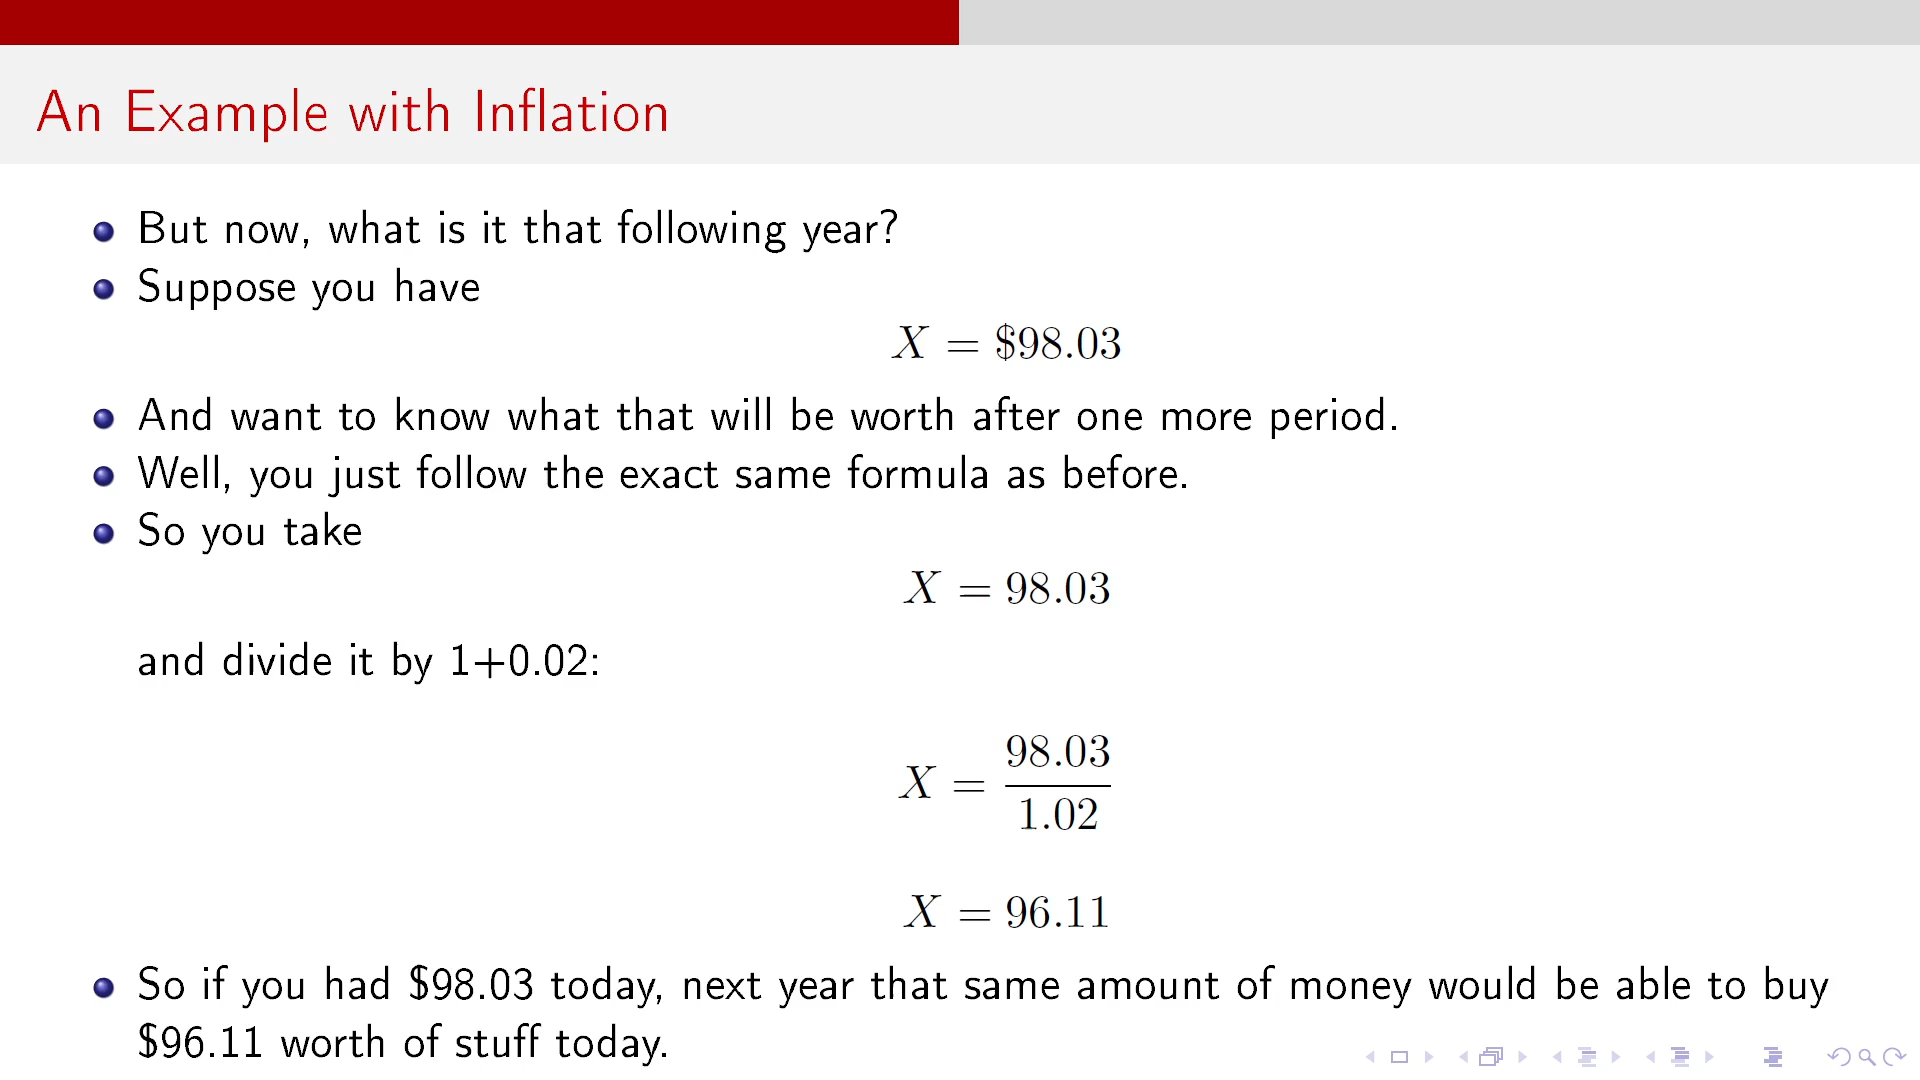 An Example with Inflation
But now, what is it that following year?
Suppose you have
X = $98.03
And want to know what that will be worth after one more period.
Well, you just follow the exact same formula as before.
So you take
X = 98.03
and divide it by 1+0.02:
X = 98.03/1.02
X = 96.11
So if you had $98.03 today, next year that same amount of money would be able to buy
$96.11 worth of stuff today.